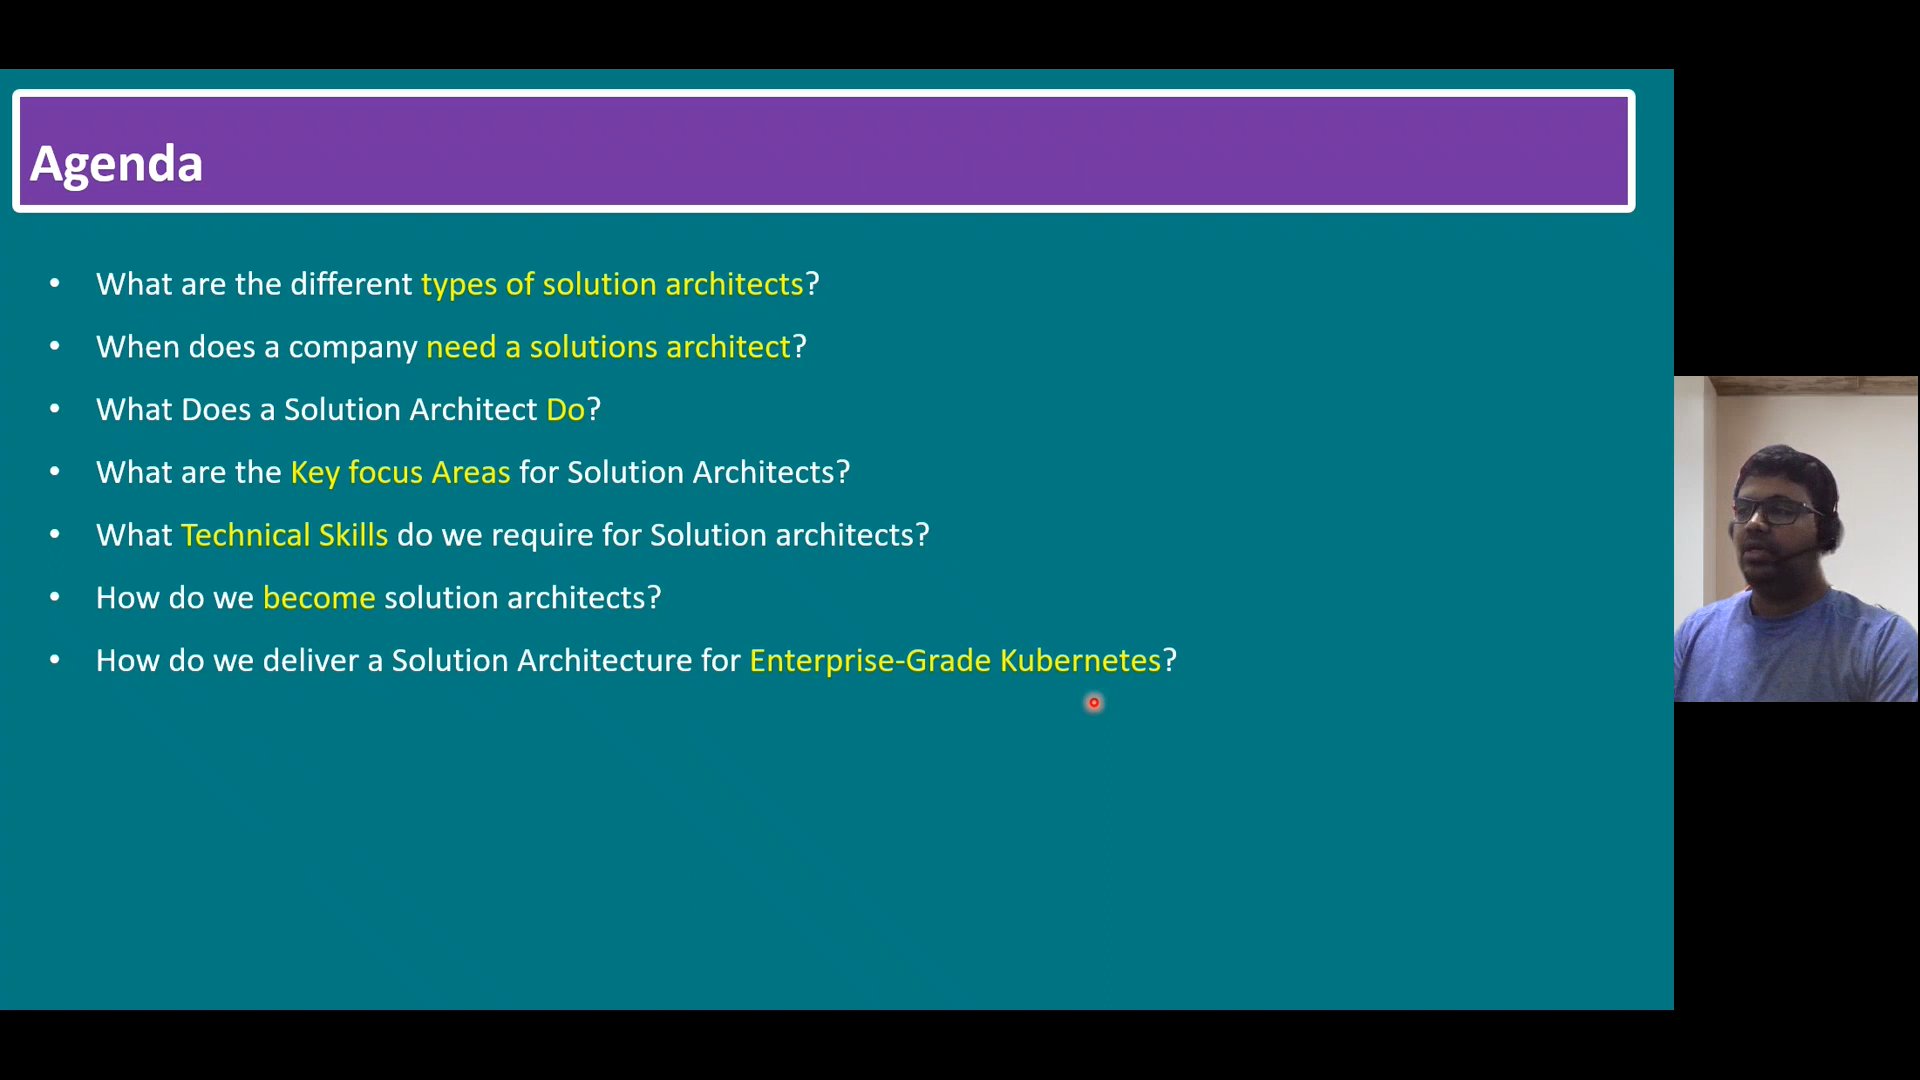 Agenda
• What are the different types of solution architects?
• When does a company need a solutions architect?
• What Does a Solution Architect Do?
• What are the Key focus Areas for Solution Architects?
• What Technical Skills do we require for Solution architects?
• How do we become solution architects?
• How do we deliver a Solution Architecture for Enterprise-Grade Kubernetes?